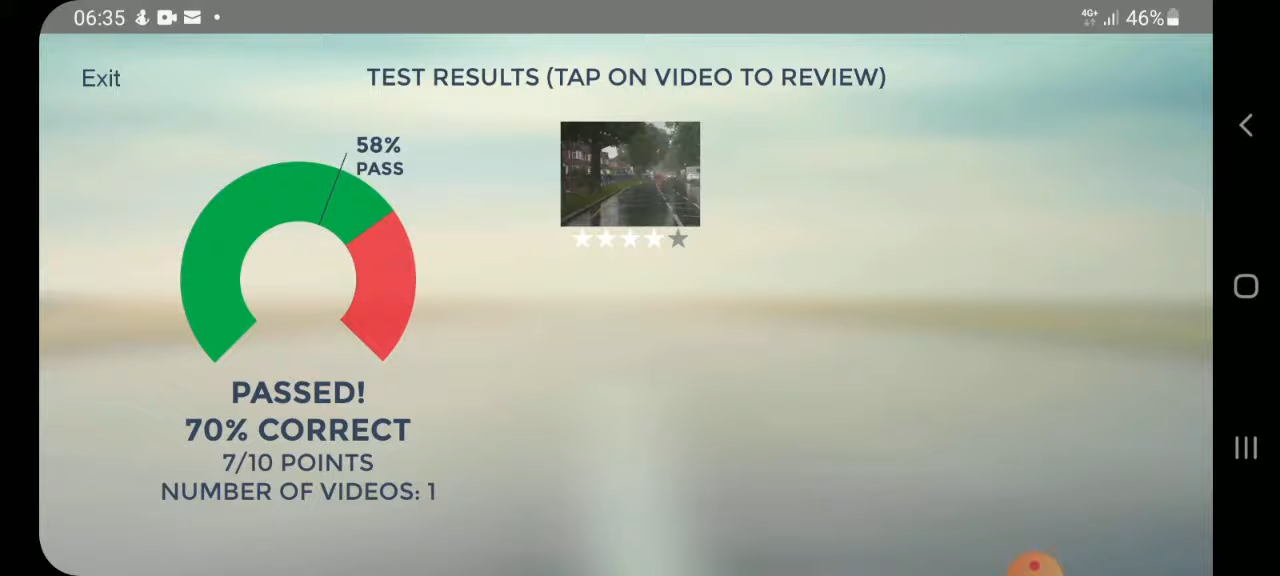 06:35
4G+
46%
Exit
TEST RESULTS (TAP ON VIDEO TO REVIEW)
58%
PASS
PASSED!
70% CORRECT
7/10 POINTS
NUMBER OF VIDEOS: 1